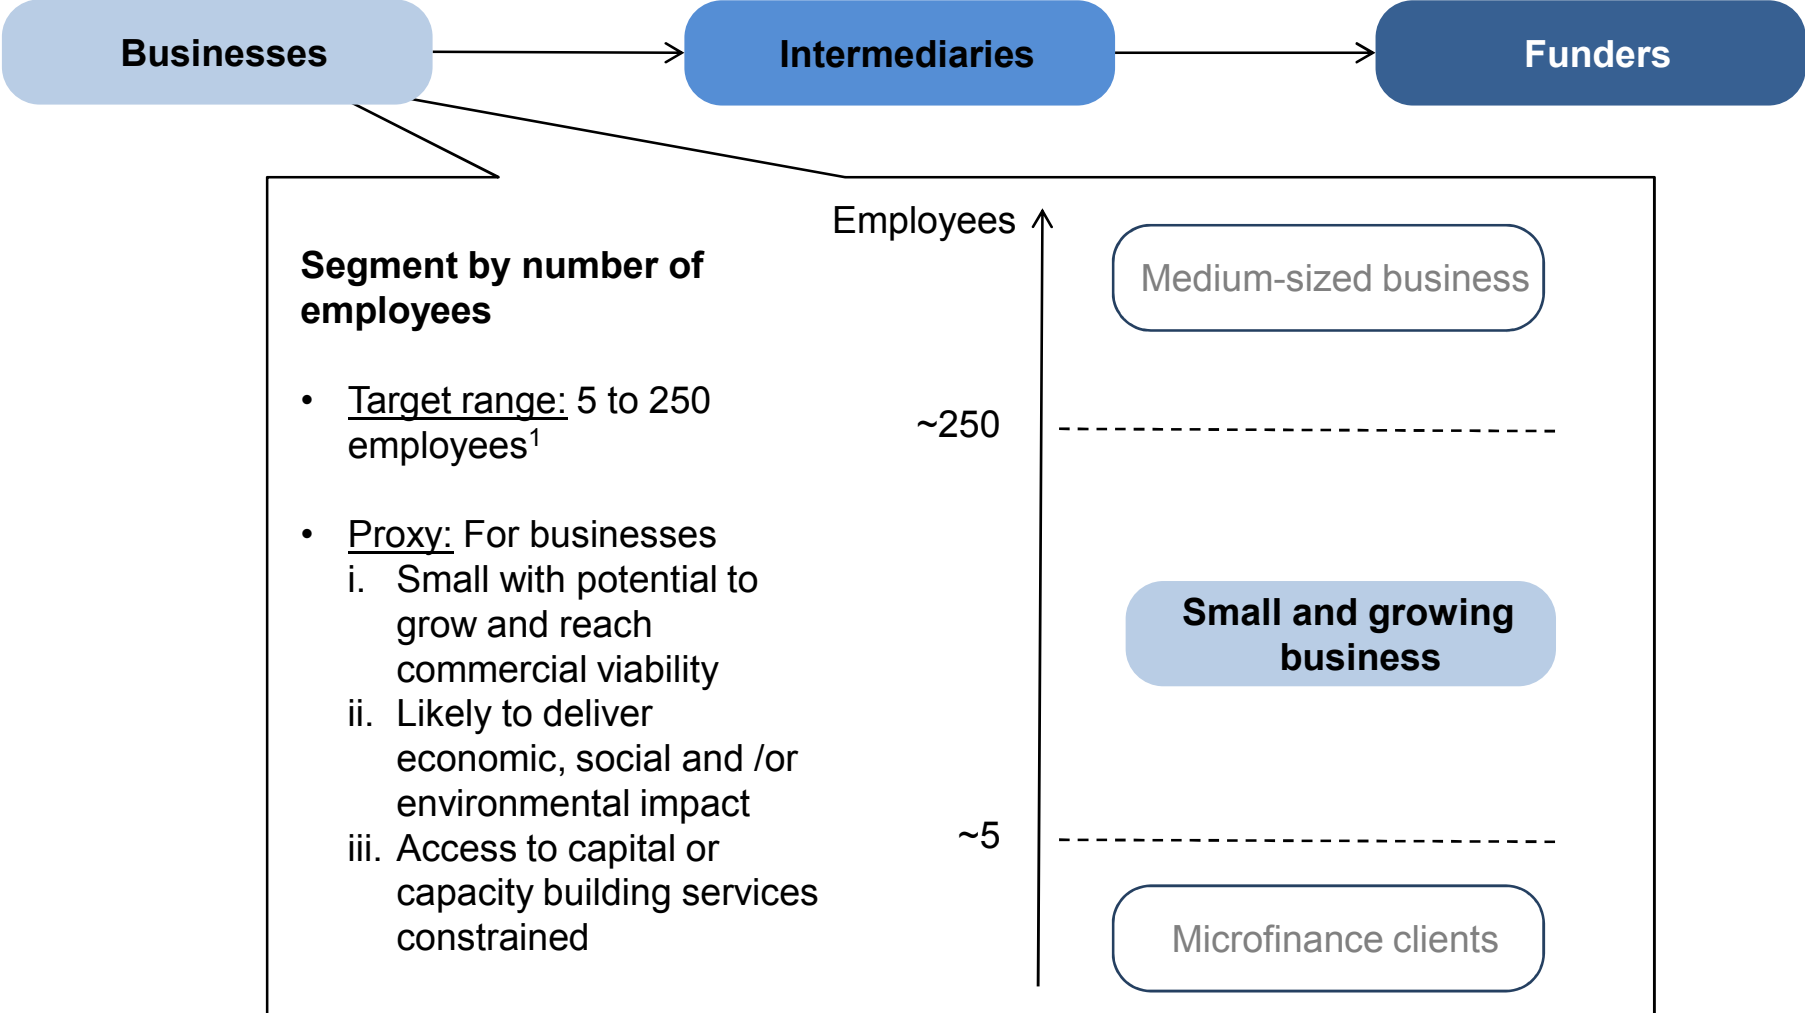 Businesses
Intermediaries
Funders
Segment by number of
employees
• Target range: 5 to 250
employees¹
• Proxy: For businesses
i. Small with potential to
grow and reach
commercial viability
ii. Likely to deliver
economic, social and /or
environmental impact
iii. Access to capital or
capacity building services
constrained
Employees
Medium-sized business
~250
Small and growing
business
~5
Microfinance clients